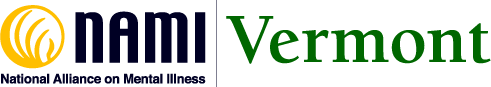 NAMI
National Alliance on Mental Illness
Vermont